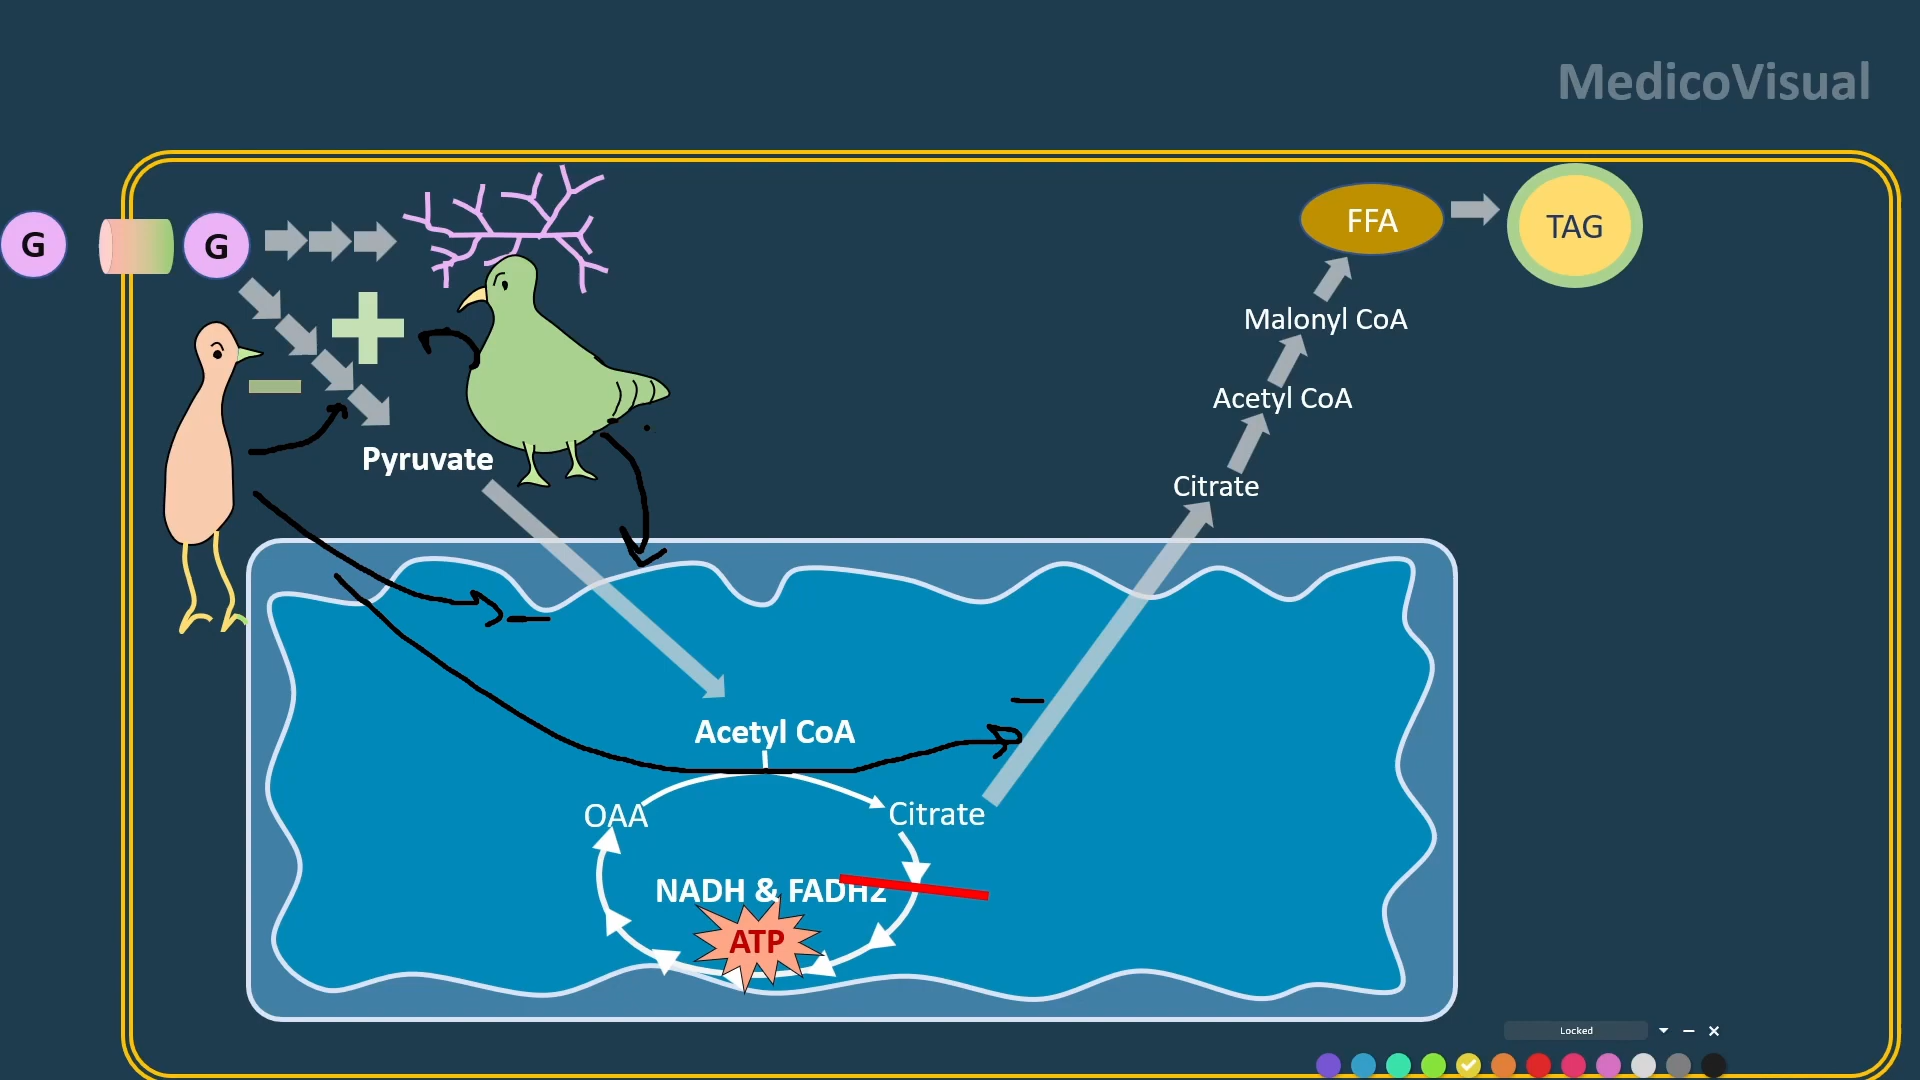 MedicoVisual
G
G
FFA
TAG
Malonyl CoA
Acetyl CoA
Pyruvate
Citrate
Acetyl CoA
OAA
Citrate
NADH & FADH2
ATP
Locked